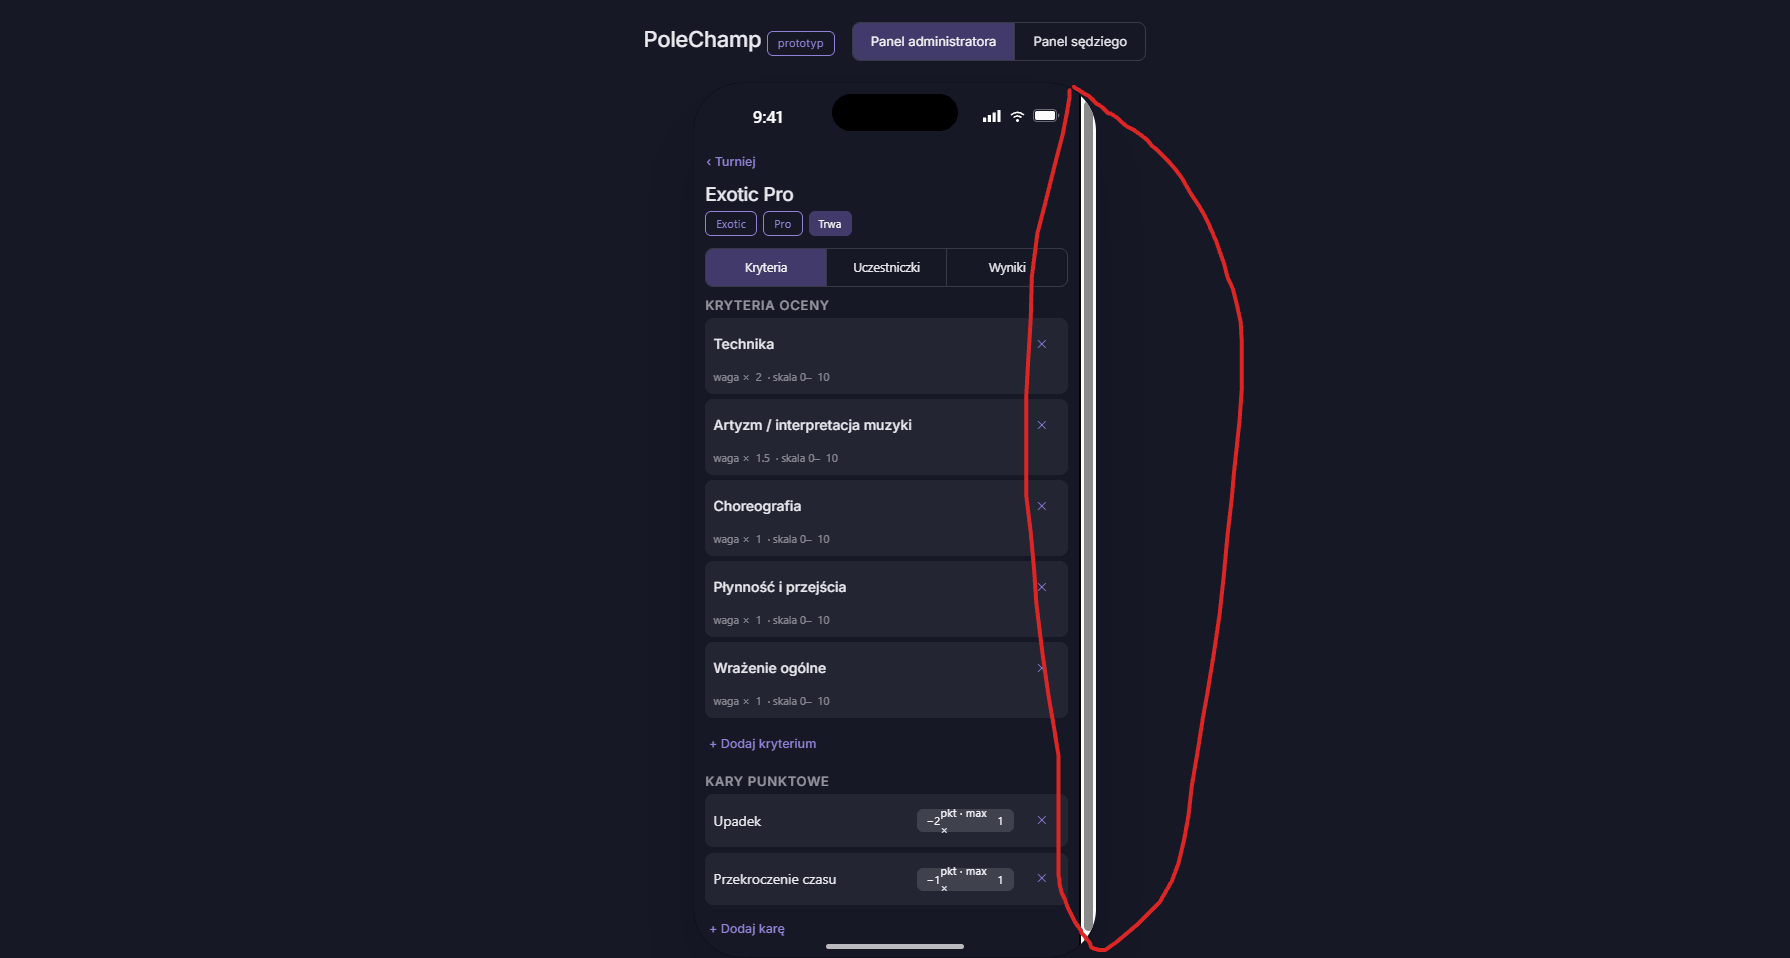 PoleChamp prototyp Panel administratora Panel sędziego
9:41
‹ Turniej
Exotic Pro
Exotic Pro Trwa
Kryteria Uczestniczki Wyniki
KRYTERIA OCENY
Technika ×
waga × 2 · skala 0– 10
Artyzm / interpretacja muzyki ×
waga × 1.5 · skala 0– 10
Choreografia ×
waga × 1 · skala 0– 10
Płynność i przejścia ×
waga × 1 · skala 0– 10
Wrażenie ogólne ×
waga × 1 · skala 0– 10
+ Dodaj kryterium
KARY PUNKTOWE
Upadek −2 pkt · max × 1 ×
Przekroczenie czasu −1 pkt · max × 1 ×
+ Dodaj karę